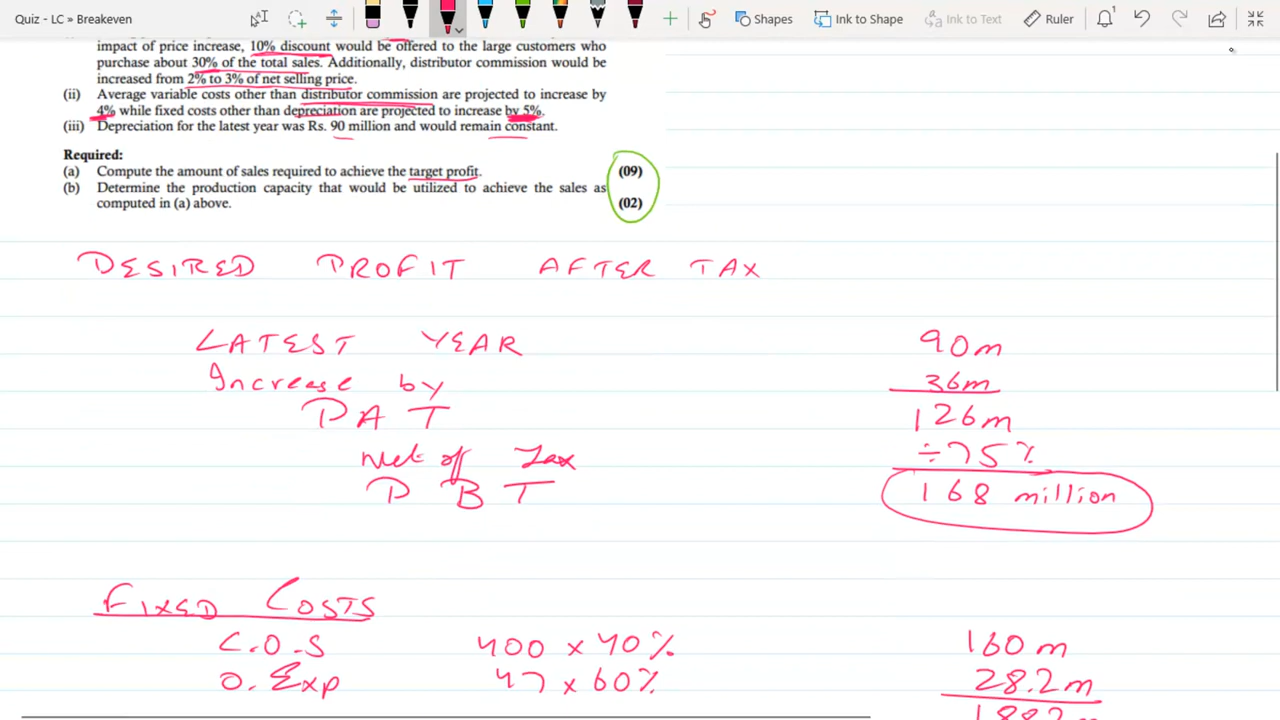 Quiz - LC » Breakeven
Shapes
Ink to Shape
Ink to Text
Ruler
impact of price increase, 10% discount would be offered to the large customers who
purchase about 30% of the total sales. Additionally, distributor commission would be
increased from 2% to 3% of net selling price.
(ii) Average variable costs other than distributor commission are projected to increase by
4% while fixed costs other than depreciation are projected to increase by 5%.
(iii) Depreciation for the latest year was Rs. 90 million and would remain constant.
Required:
(a) Compute the amount of sales required to achieve the target profit. (09)
(b) Determine the production capacity that would be utilized to achieve the sales as
computed in (a) above. (02)
DESIRED PROFIT AFTER TAX
LATEST YEAR 90m
Increase by 36m
PAT 126m
Net of Tax ÷75%
PBT 168 million
FIXED COSTS
C.O.S 400 x 40% 160m
O. Exp 47 x 60% 28.2m